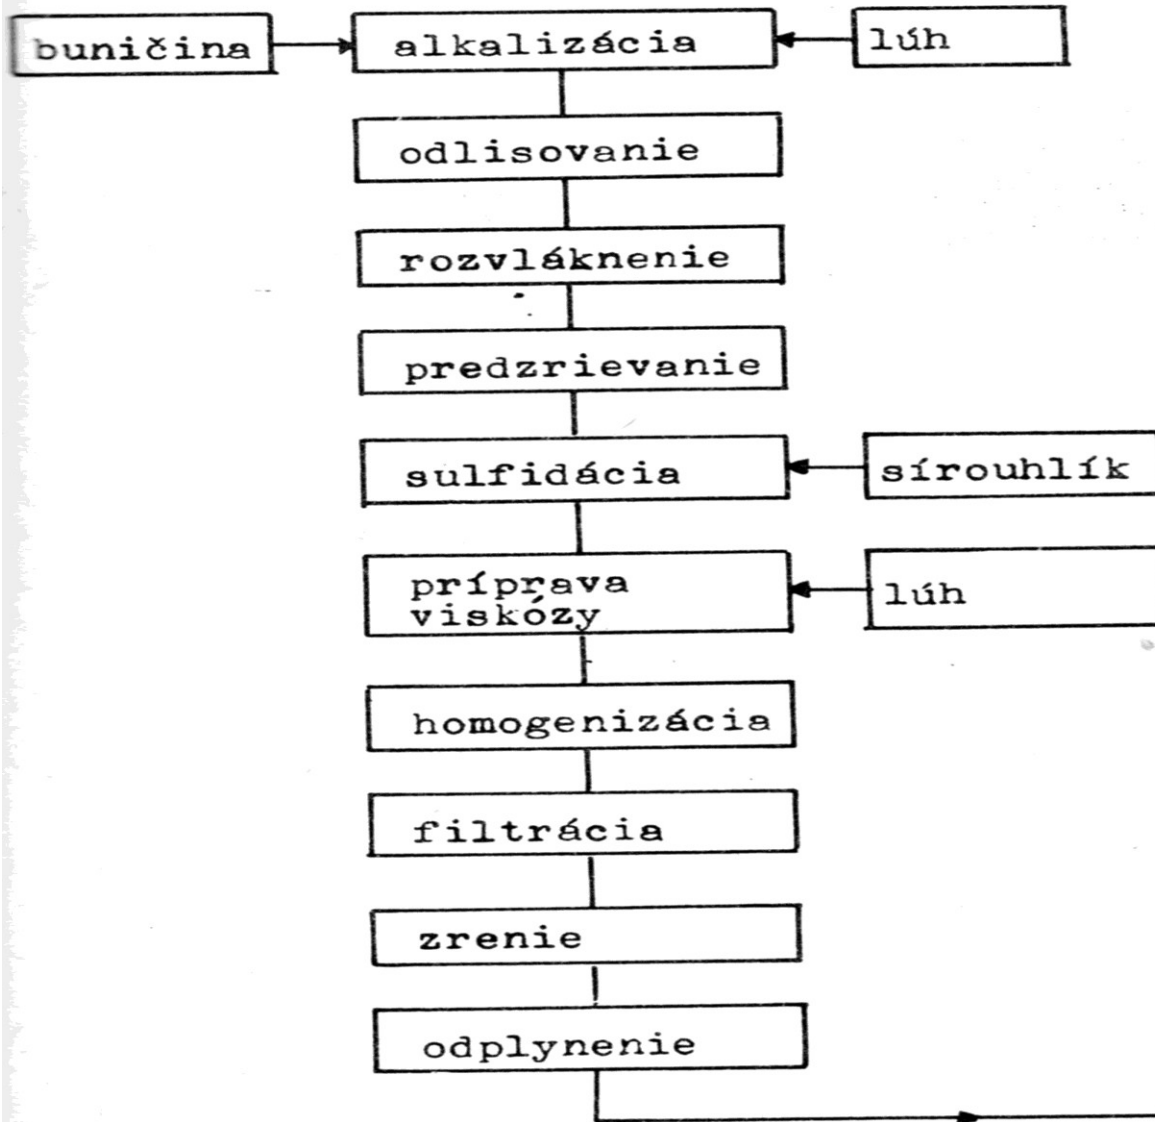 buničina
alkalizácia
lúh
odlisovanie
rozvláknenie
predzrievanie
sulfidácia
sírouhlík
príprava
viskózy
lúh
homogenizácia
filtrácia
zrenie
odplynenie